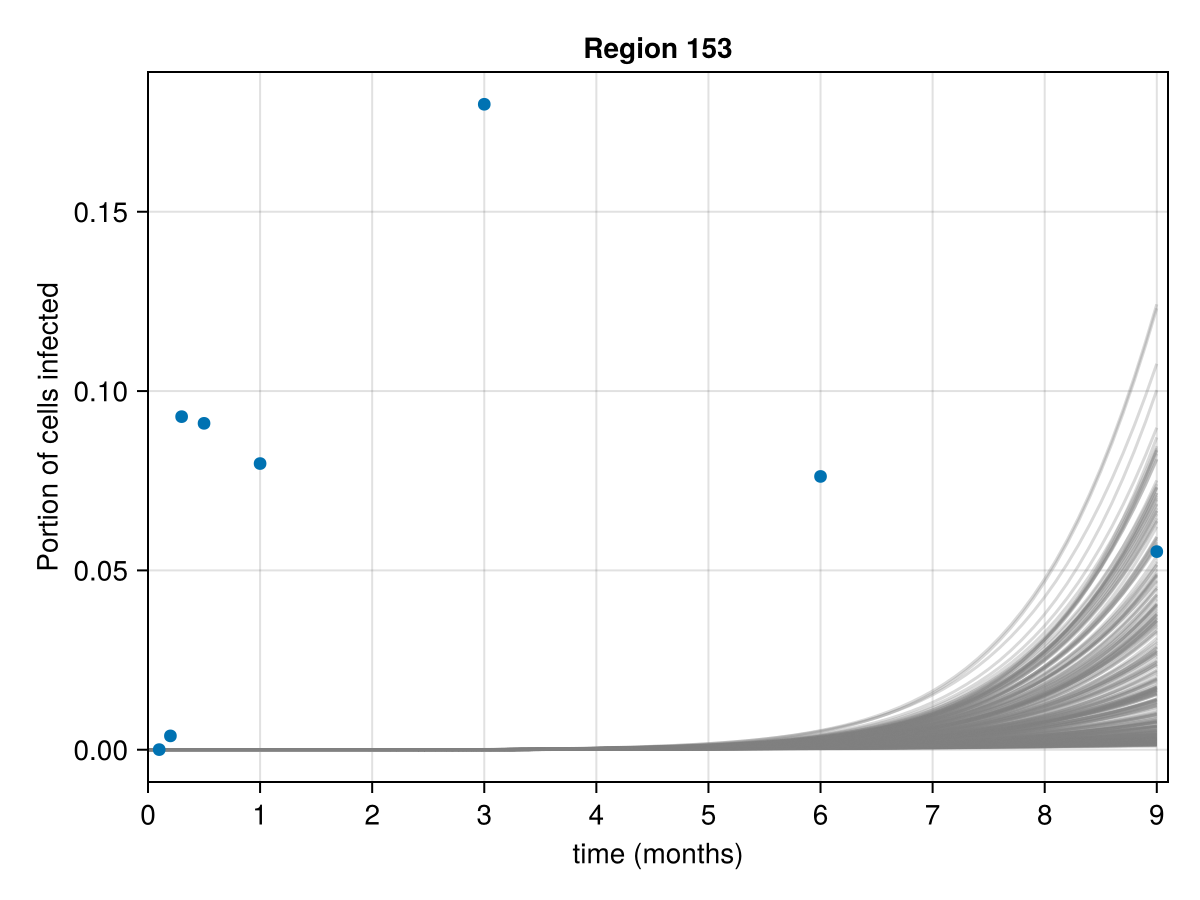 Region 153
Portion of cells infected
0.15
0.10
0.05
0.00
0 1 2 3 4 5 6 7 8 9
time (months)